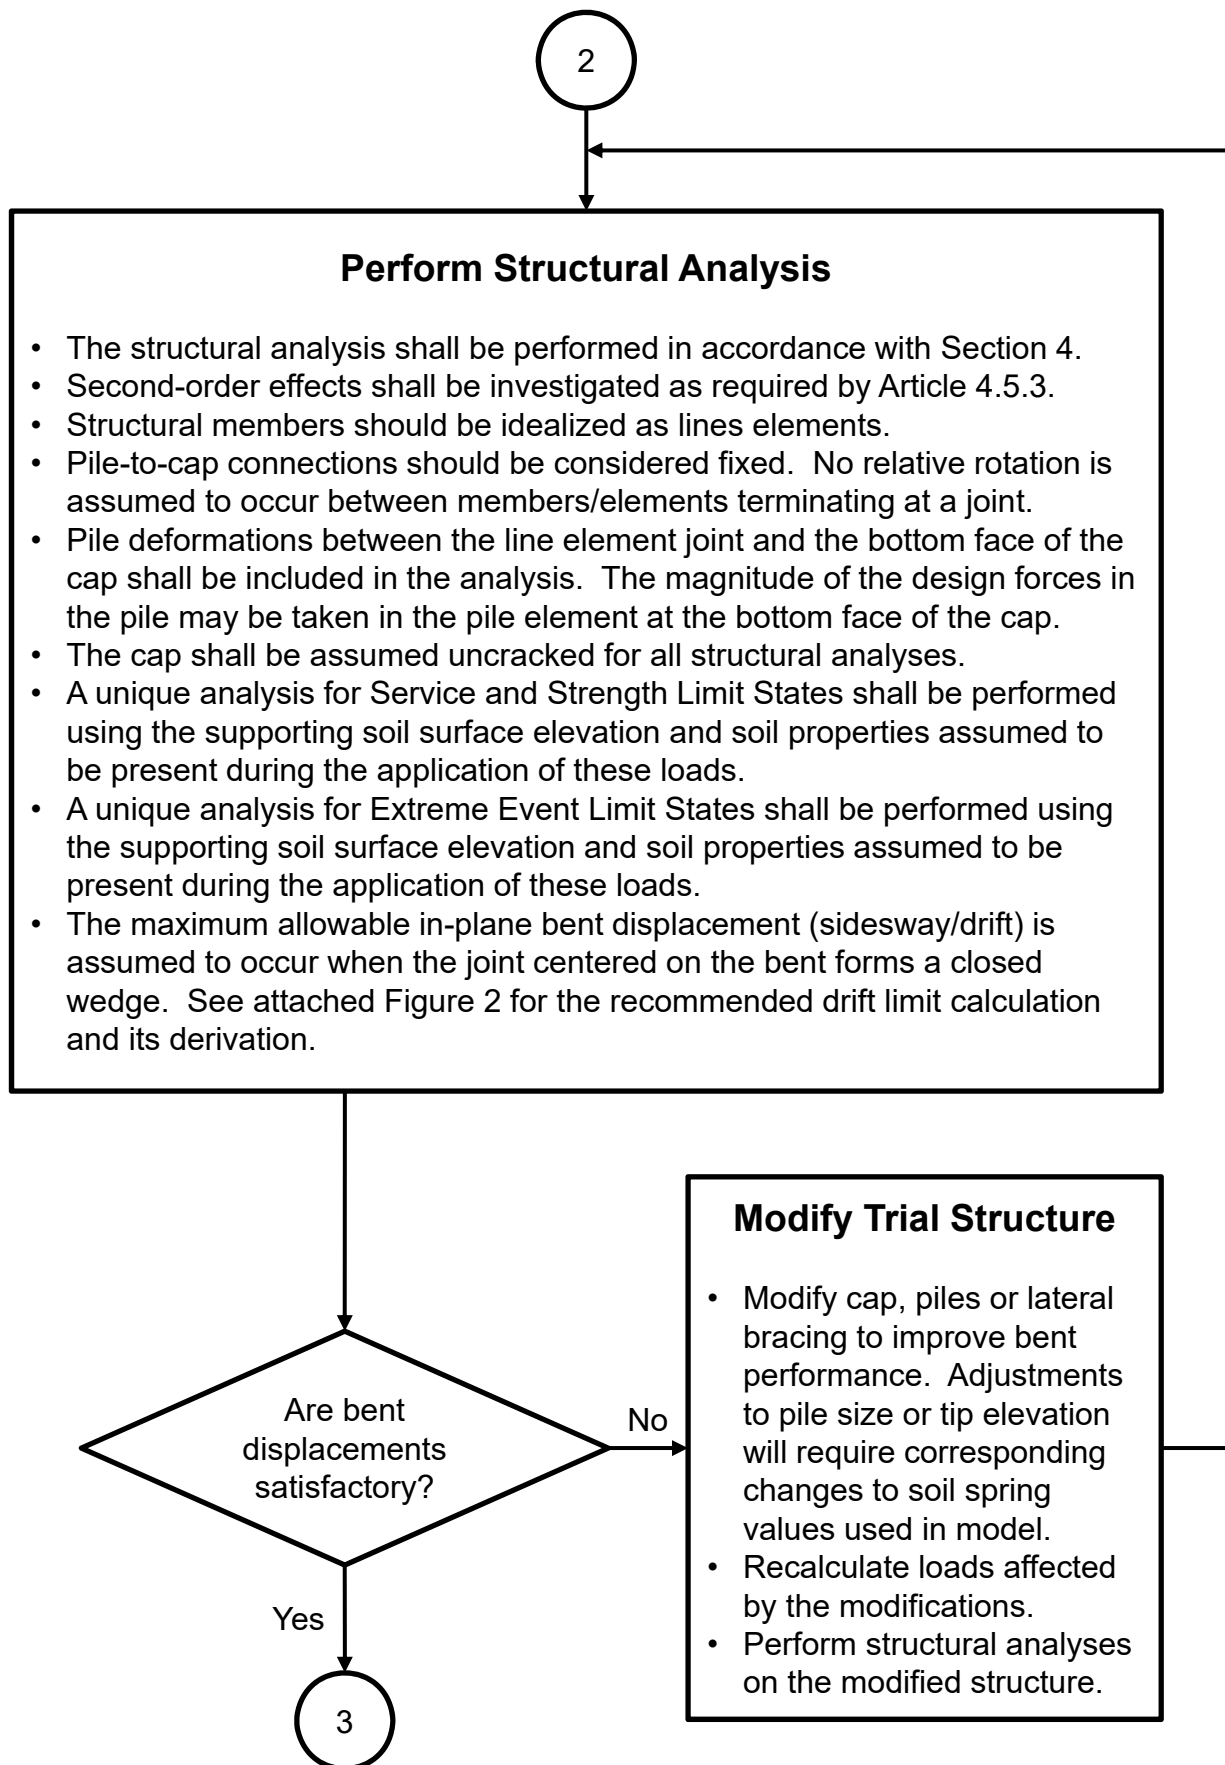 2
Perform Structural Analysis
• The structural analysis shall be performed in accordance with Section 4.
• Second-order effects shall be investigated as required by Article 4.5.3.
• Structural members should be idealized as lines elements.
• Pile-to-cap connections should be considered fixed.  No relative rotation is
assumed to occur between members/elements terminating at a joint.
• Pile deformations between the line element joint and the bottom face of the
cap shall be included in the analysis.  The magnitude of the design forces in
the pile may be taken in the pile element at the bottom face of the cap.
• The cap shall be assumed uncracked for all structural analyses.
• A unique analysis for Service and Strength Limit States shall be performed
using the supporting soil surface elevation and soil properties assumed to
be present during the application of these loads.
• A unique analysis for Extreme Event Limit States shall be performed using
the supporting soil surface elevation and soil properties assumed to be
present during the application of these loads.
• The maximum allowable in-plane bent displacement (sidesway/drift) is
assumed to occur when the joint centered on the bent forms a closed
wedge.  See attached Figure 2 for the recommended drift limit calculation
and its derivation.
Are bent
displacements
satisfactory?
No
Yes
3
Modify Trial Structure
• Modify cap, piles or lateral
bracing to improve bent
performance.  Adjustments
to pile size or tip elevation
will require corresponding
changes to soil spring
values used in model.
• Recalculate loads affected
by the modifications.
• Perform structural analyses
on the modified structure.